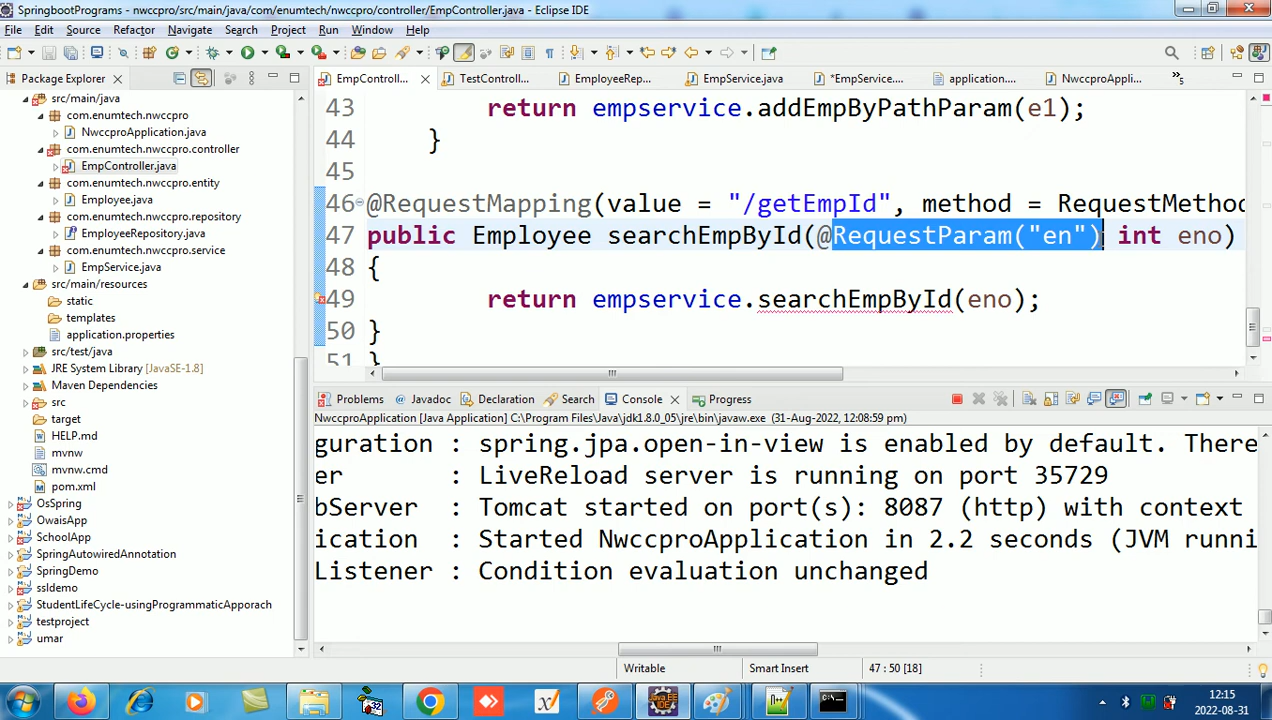 SpringbootPrograms - nwccpro/src/main/java/com/enumtech/nwccpro/controller/EmpController.java - Eclipse IDE
File Edit Source Refactor Navigate Search Project Run Window Help
Package Explorer
EmpControll... TestControll... EmployeeRep... EmpService.java *EmpService.... application.... NwccproAppli... »5
src/main/java
com.enumtech.nwccpro
NwccproApplication.java
com.enumtech.nwccpro.controller
EmpController.java
com.enumtech.nwccpro.entity
Employee.java
com.enumtech.nwccpro.repository
EmployeeRepository.java
com.enumtech.nwccpro.service
EmpService.java
src/main/resources
static
templates
application.properties
src/test/java
JRE System Library [JavaSE-1.8]
Maven Dependencies
src
target
HELP.md
mvnw
mvnw.cmd
pom.xml
OsSpring
OwaisApp
SchoolApp
SpringAutowiredAnnotation
SpringDemo
ssldemo
StudentLifeCycle-usingProgrammaticApporach
testproject
umar
43 return empservice.addEmpByPathParam(e1);
44 }
45
46 @RequestMapping(value = "/getEmpId", method = RequestMethod
47 public Employee searchEmpById(@RequestParam("en") int eno)
48 {
49 return empservice.searchEmpById(eno);
50 }
51 }
Problems Javadoc Declaration Search Console Progress
NwccproApplication [Java Application] C:\Program Files\Java\jdk1.8.0_05\jre\bin\javaw.exe (31-Aug-2022, 12:08:59 pm)
guration : spring.jpa.open-in-view is enabled by default. There
er : LiveReload server is running on port 35729
bServer : Tomcat started on port(s): 8087 (http) with context
ication : Started NwccproApplication in 2.2 seconds (JVM runni
Listener : Condition evaluation unchanged
Writable Smart Insert 47 : 50 [18]
12:15
2022-08-31